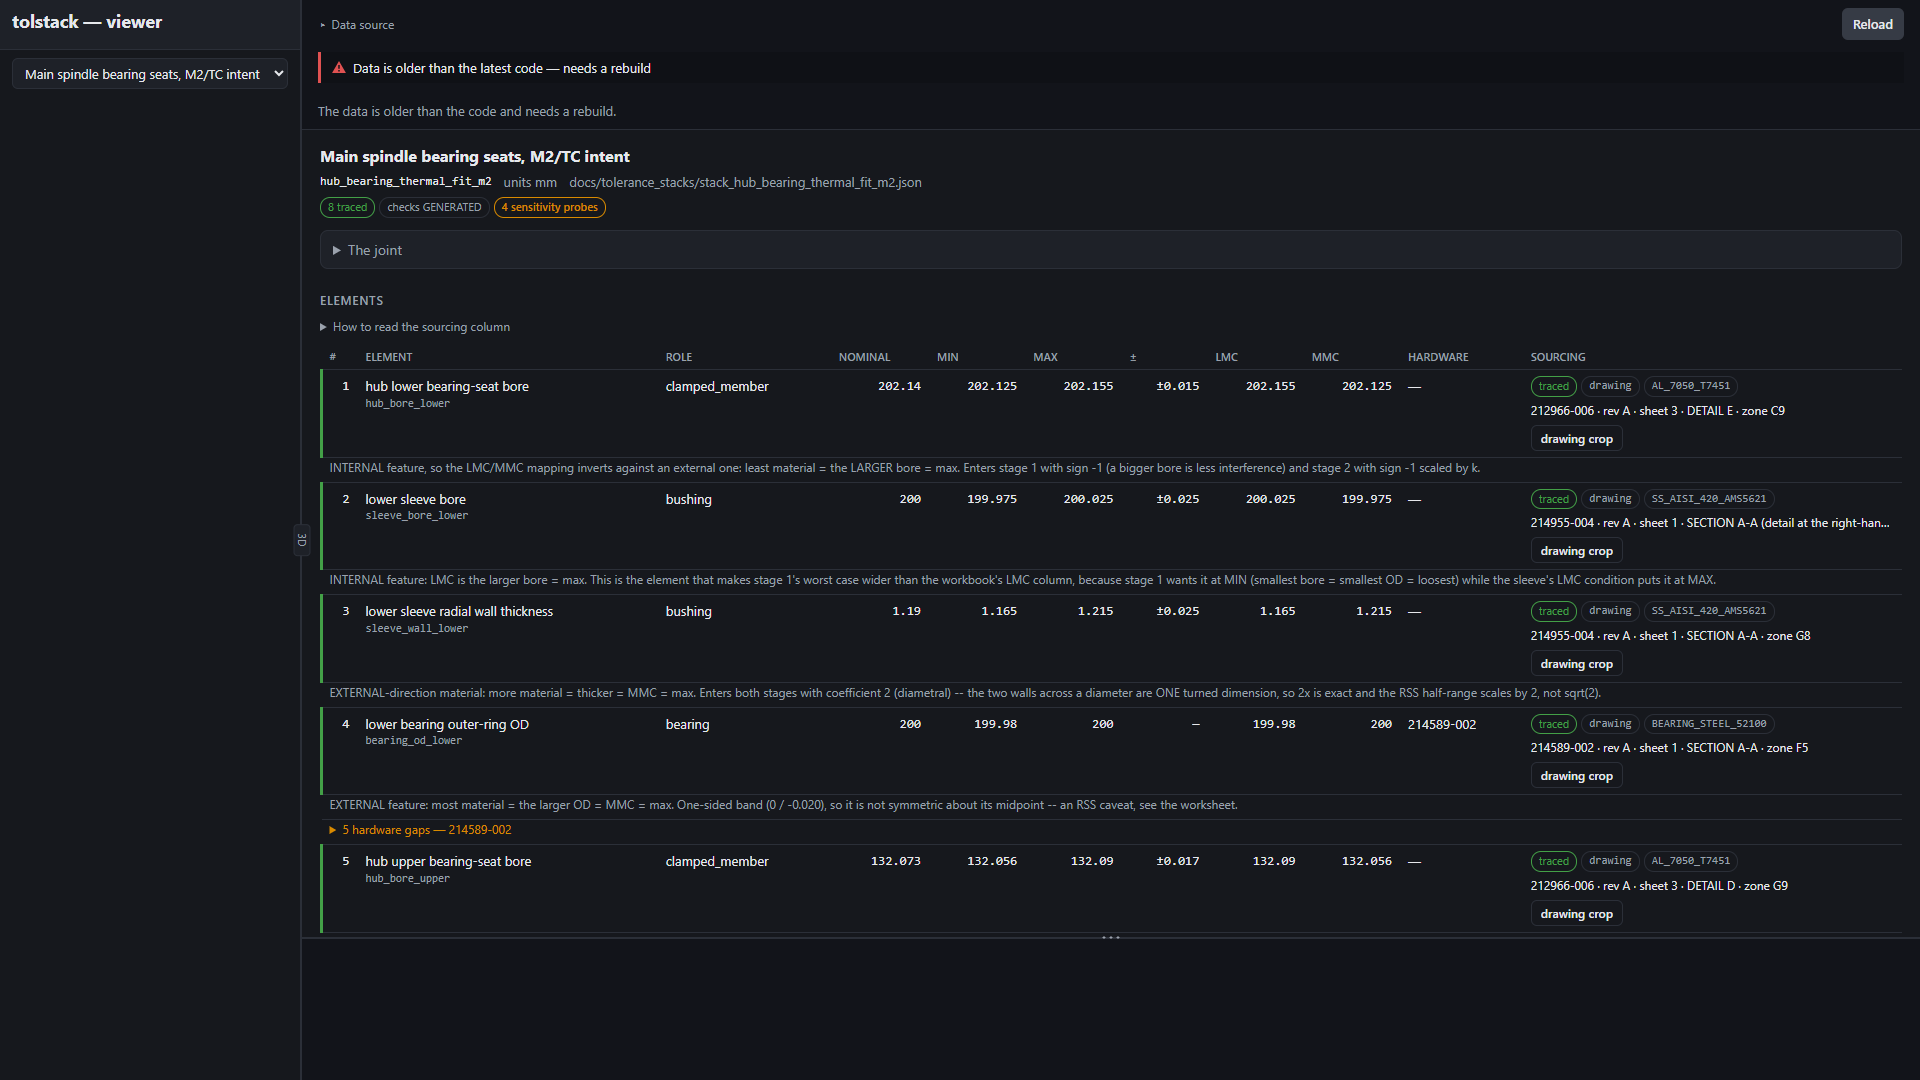 tolstack — viewer
Main spindle bearing seats, M2/TC intent
Data source
Reload
Data is older than the latest code — needs a rebuild
The data is older than the code and needs a rebuild.
Main spindle bearing seats, M2/TC intent
hub_bearing_thermal_fit_m2 units mm docs/tolerance_stacks/stack_hub_bearing_thermal_fit_m2.json
8 traced checks GENERATED 4 sensitivity probes
The joint
ELEMENTS
How to read the sourcing column
# ELEMENT ROLE NOMINAL MIN MAX ± LMC MMC HARDWARE SOURCING
1 hub lower bearing-seat bore clamped_member 202.14 202.125 202.155 ±0.015 202.155 202.125 — traced drawing AL_7050_T7451
hub_bore_lower
212966-006 · rev A · sheet 3 · DETAIL E · zone C9
drawing crop
INTERNAL feature, so the LMC/MMC mapping inverts against an external one: least material = the LARGER bore = max. Enters stage 1 with sign -1 (a bigger bore is less interference) and stage 2 with sign -1 scaled by k.
2 lower sleeve bore bushing 200 199.975 200.025 ±0.025 200.025 199.975 — traced drawing SS_AISI_420_AMS5621
sleeve_bore_lower
214955-004 · rev A · sheet 1 · SECTION A-A (detail at the right-han...
drawing crop
INTERNAL feature: LMC is the larger bore = max. This is the element that makes stage 1's worst case wider than the workbook's LMC column, because stage 1 wants it at MIN (smallest bore = smallest OD = loosest) while the sleeve's LMC condition puts it at MAX.
3 lower sleeve radial wall thickness bushing 1.19 1.165 1.215 ±0.025 1.165 1.215 — traced drawing SS_AISI_420_AMS5621
sleeve_wall_lower
214955-004 · rev A · sheet 1 · SECTION A-A · zone G8
drawing crop
EXTERNAL-direction material: more material = thicker = MMC = max. Enters both stages with coefficient 2 (diametral) -- the two walls across a diameter are ONE turned dimension, so 2x is exact and the RSS half-range scales by 2, not sqrt(2).
4 lower bearing outer-ring OD bearing 200 199.98 200 — 199.98 200 214589-002 traced drawing BEARING_STEEL_52100
bearing_od_lower
214589-002 · rev A · sheet 1 · SECTION A-A · zone F5
drawing crop
EXTERNAL feature: most material = the larger OD = MMC = max. One-sided band (0 / -0.020), so it is not symmetric about its midpoint -- an RSS caveat, see the worksheet.
5 hardware gaps — 214589-002
5 hub upper bearing-seat bore clamped_member 132.073 132.056 132.09 ±0.017 132.09 132.056 — traced drawing AL_7050_T7451
hub_bore_upper
212966-006 · rev A · sheet 3 · DETAIL D · zone G9
drawing crop
3D